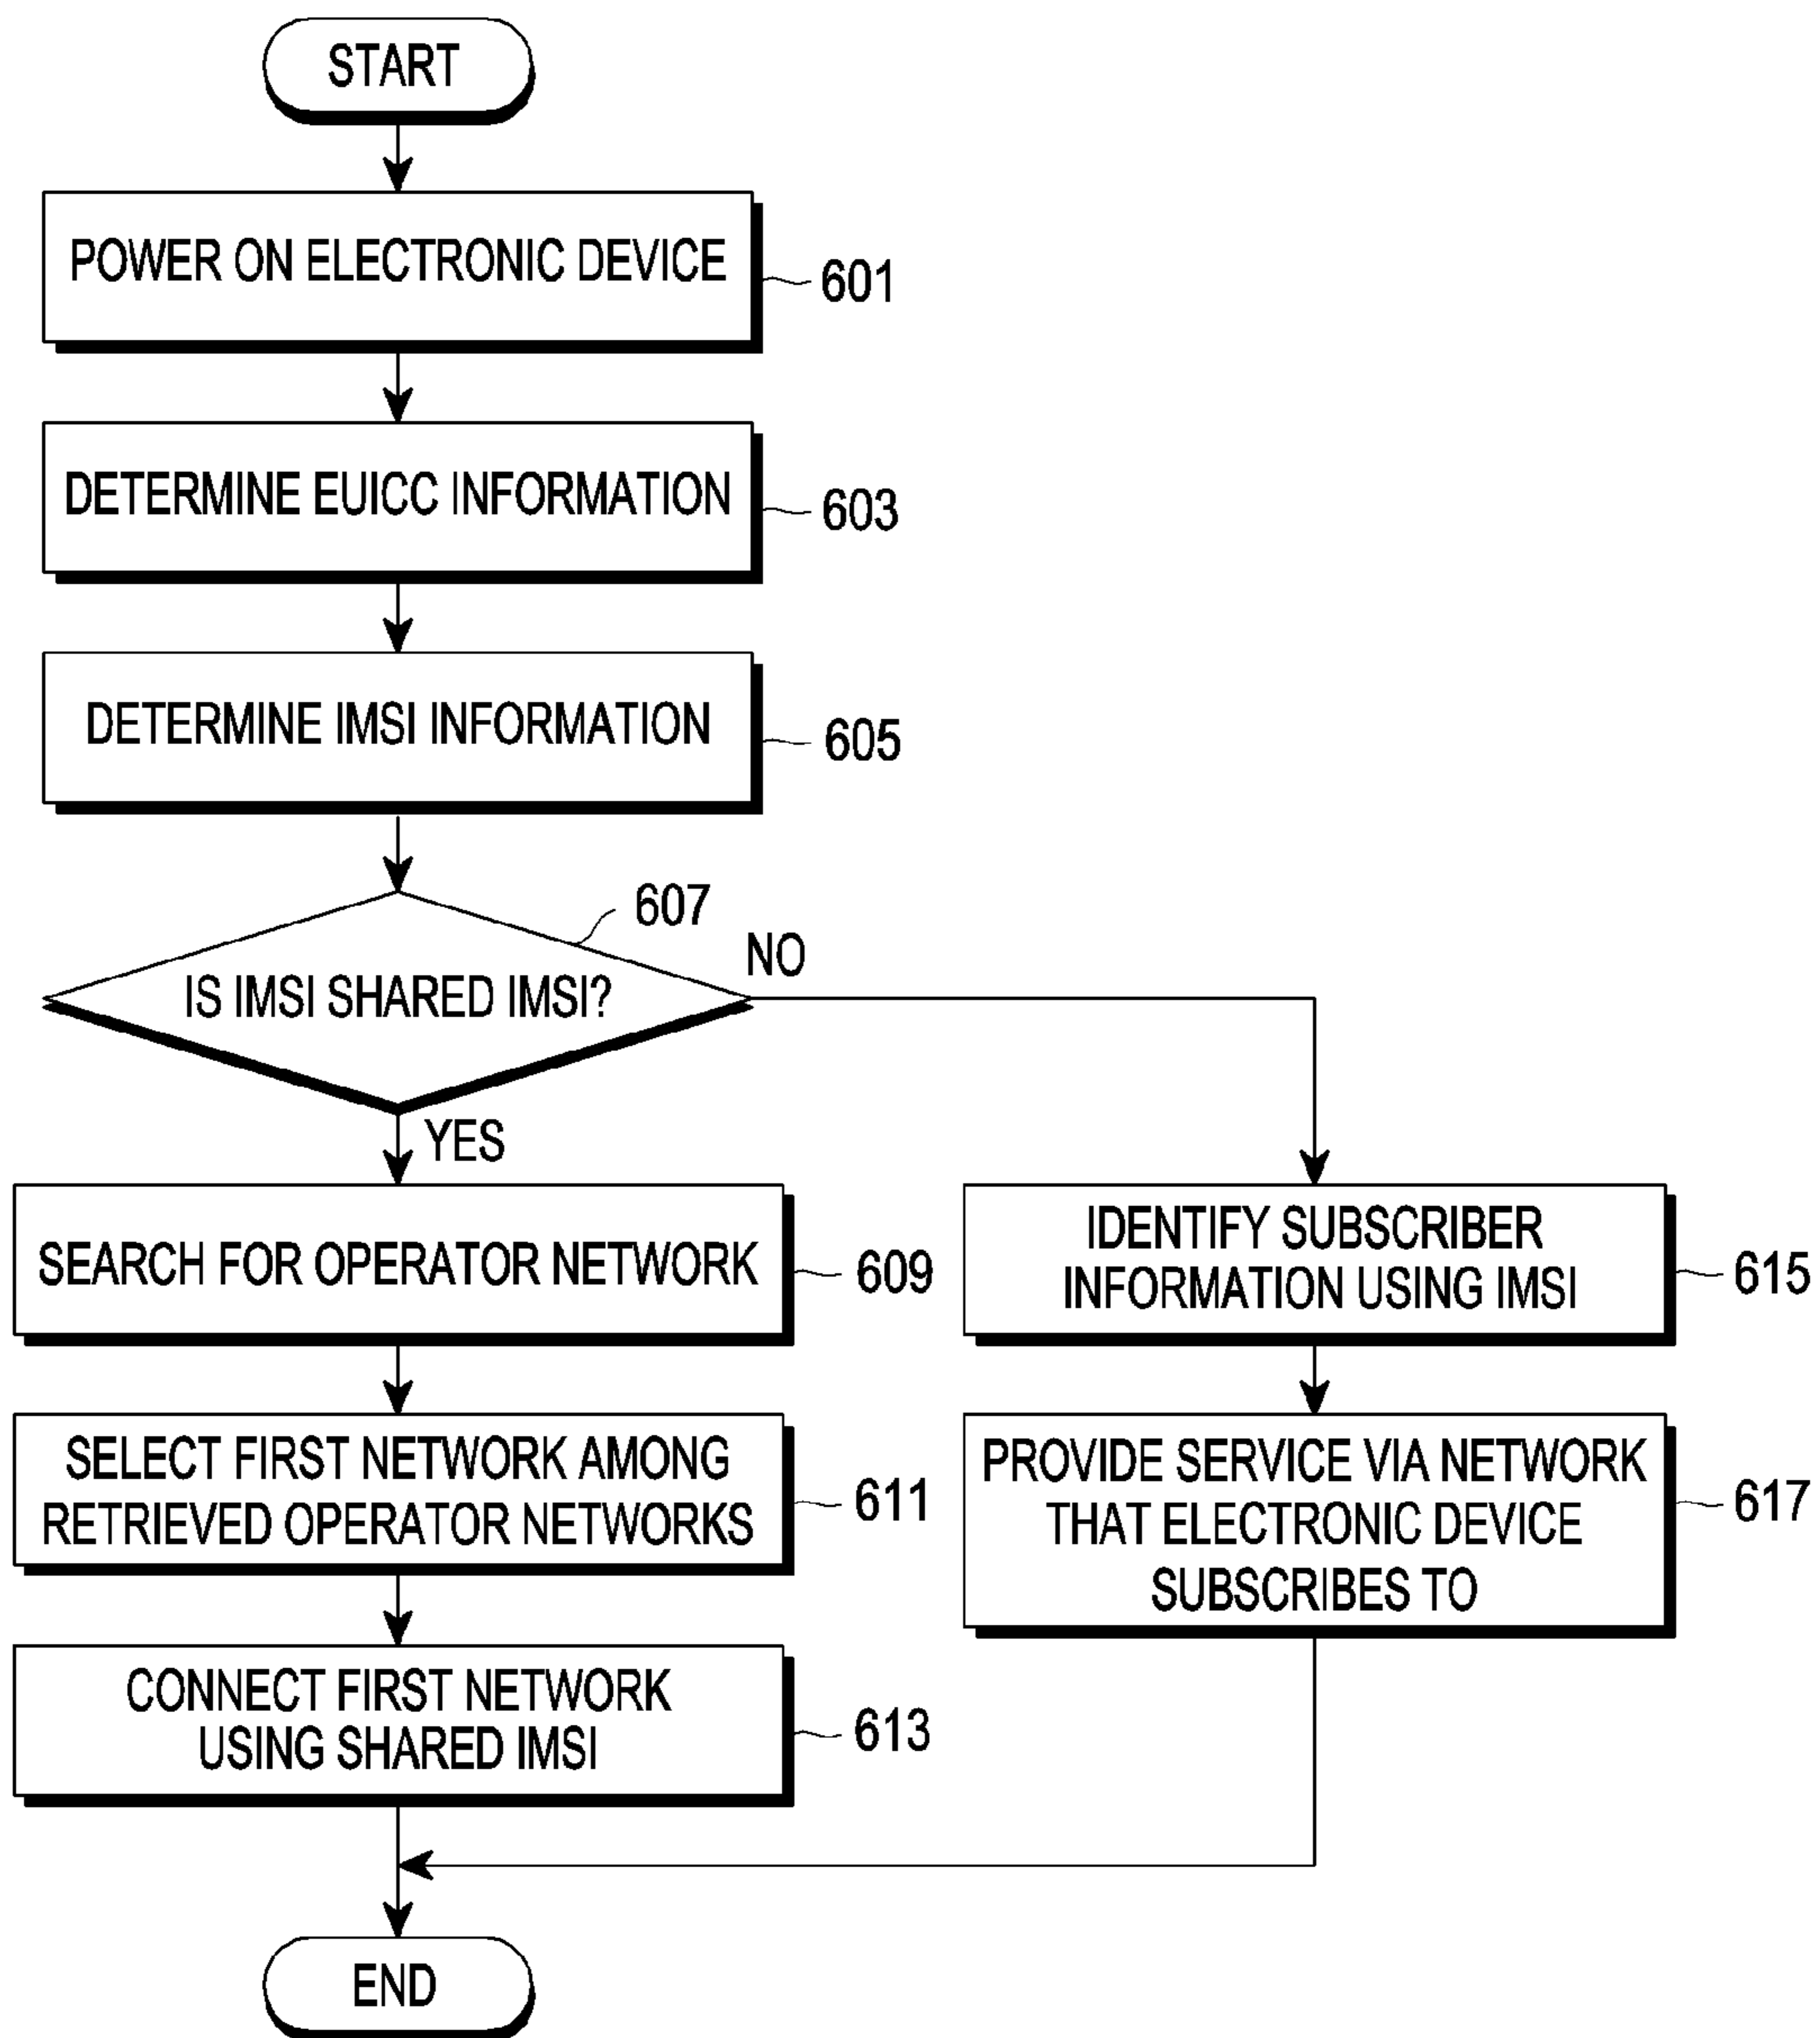 START
POWER ON ELECTRONIC DEVICE
601
DETERMINE EUICC INFORMATION
603
DETERMINE IMSI INFORMATION
605
607
IS IMSI SHARED IMSI?
NO
YES
SEARCH FOR OPERATOR NETWORK
609
SELECT FIRST NETWORK AMONG
RETRIEVED OPERATOR NETWORKS
611
CONNECT FIRST NETWORK
USING SHARED IMSI
613
IDENTIFY SUBSCRIBER
INFORMATION USING IMSI
615
PROVIDE SERVICE VIA NETWORK
THAT ELECTRONIC DEVICE
SUBSCRIBES TO
617
END